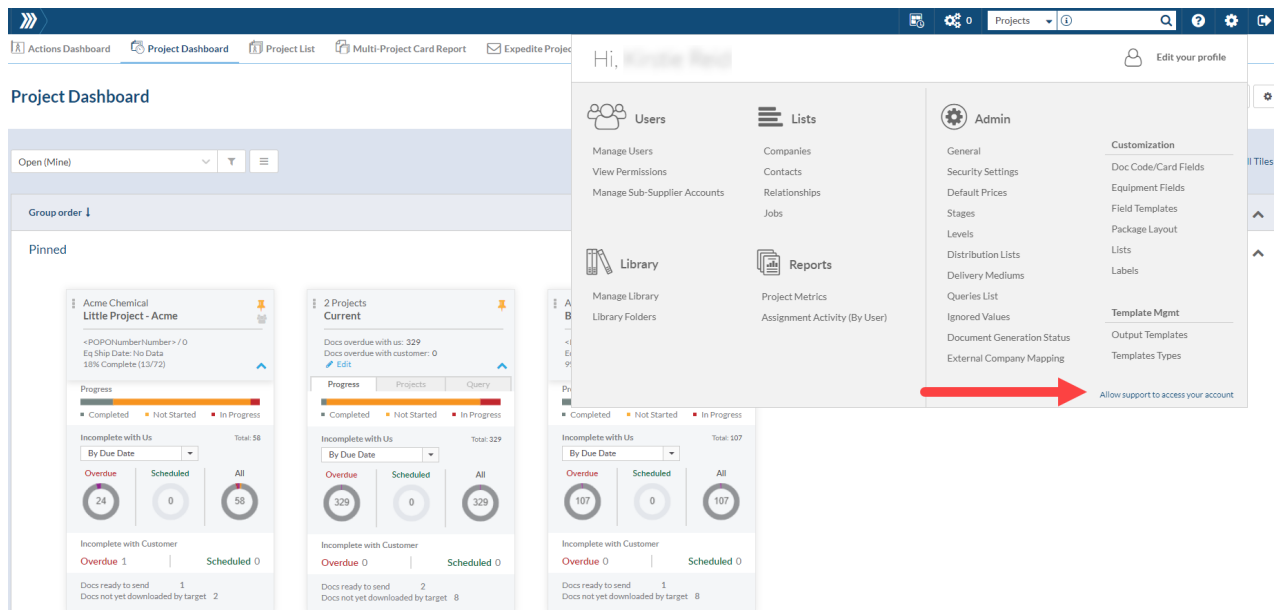 0
Projects
Actions Dashboard
Project Dashboard
Project List
Multi-Project Card Report
Expedite Projec
Hi,
Edit your profile
Project Dashboard
Users
Manage Users
View Permissions
Manage Sub-Supplier Accounts
Lists
Companies
Contacts
Relationships
Jobs
Library
Manage Library
Library Folders
Reports
Project Metrics
Assignment Activity (By User)
Admin
General
Security Settings
Default Prices
Stages
Levels
Distribution Lists
Delivery Mediums
Queries List
Ignored Values
Document Generation Status
External Company Mapping
Customization
Doc Code/Card Fields
Equipment Fields
Field Templates
Package Layout
Lists
Labels
Template Mgmt
Output Templates
Templates Types
Allow support to access your account
Open (Mine)
ll Tiles
Group order
Pinned
Acme Chemical
Little Project - Acme
<POPONumberNumber> / 0
Eq Ship Date: No Data
18% Complete (13/72)
Progress
Completed Not Started In Progress
Incomplete with Us Total: 58
By Due Date
Overdue Scheduled All
24 0 58
Incomplete with Customer
Overdue 1 Scheduled 0
Docs ready to send 1
Docs not yet downloaded by target 2
2 Projects
Current
Docs overdue with us: 329
Docs overdue with customer: 0
Edit
Progress Projects Query
Completed Not Started In Progress
Incomplete with Us Total: 329
By Due Date
Overdue Scheduled All
329 0 329
Incomplete with Customer
Overdue 0 Scheduled 0
Docs ready to send 2
Docs not yet downloaded by target 8
A
B
Completed Not Started In Progress
Incomplete with Us Total: 107
By Due Date
Overdue Scheduled All
107 0 107
Incomplete with Customer
Overdue 0 Scheduled 0
Docs ready to send 1
Docs not yet downloaded by target 8